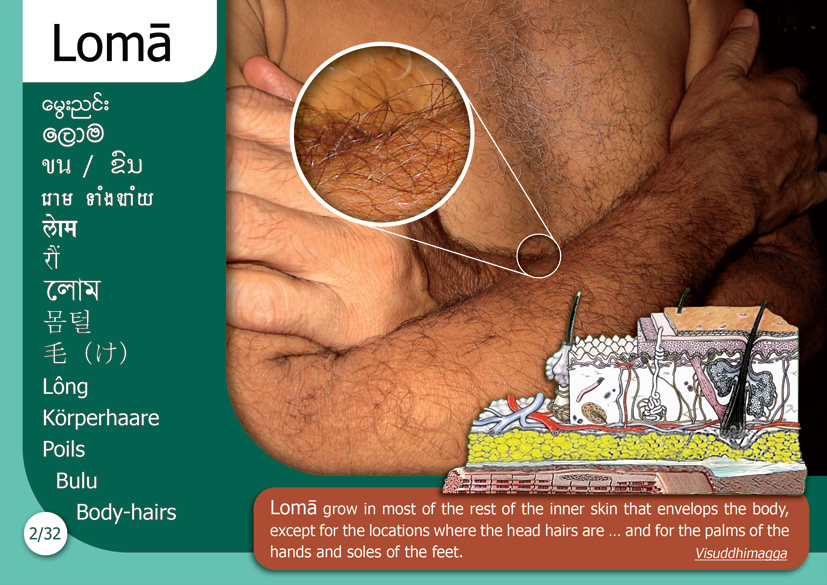 Lomā
မွေးညင်း
ලොම
ขน / ຂົນ
រោម ទាំងឡាយ
लोम
रौं
লোম
몸털
毛（け）
Lông
Körperhaare
Poils
Bulu
Body-hairs
2/32
Lomā grow in most of the rest of the inner skin that envelops the body,
except for the locations where the head hairs are ... and for the palms of the
hands and soles of the feet.
Visuddhimagga